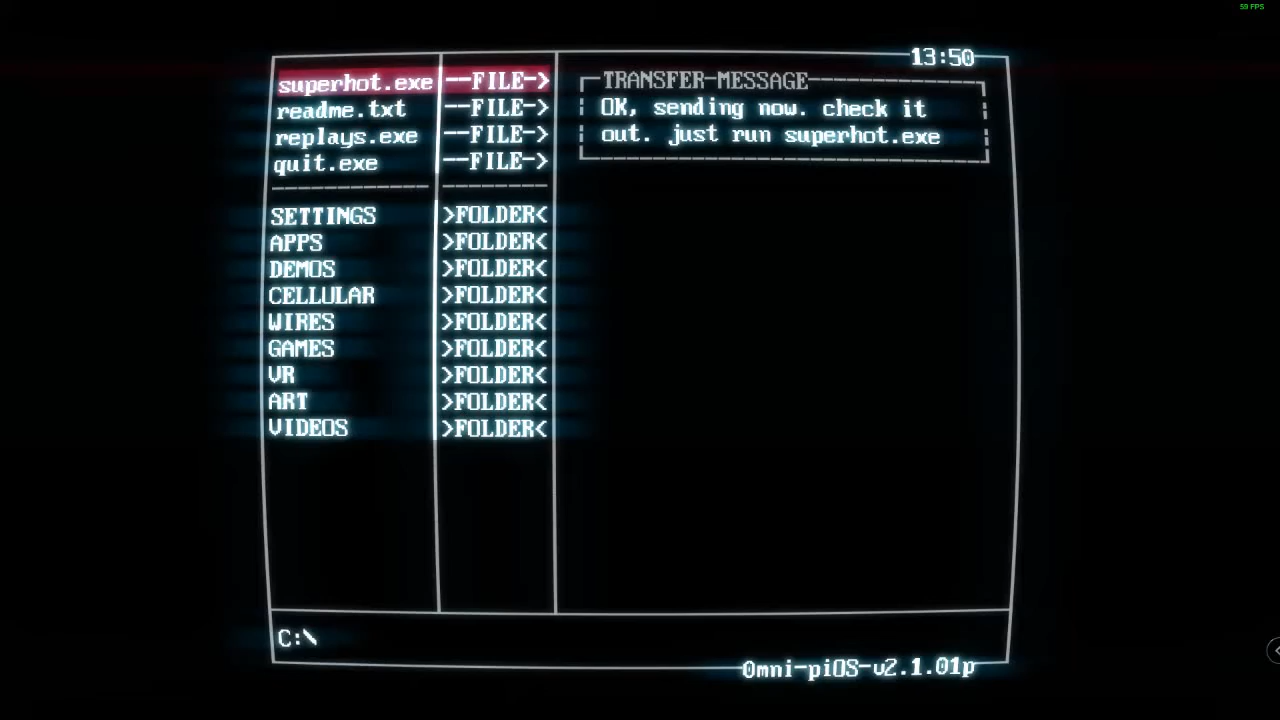 59 FPS
13:50
superhot.exe —FILE->
readme.txt —FILE->
replays.exe —FILE->
quit.exe —FILE->
SETTINGS >FOLDER<
APPS >FOLDER<
DEMOS >FOLDER<
CELLULAR >FOLDER<
WIRES >FOLDER<
GAMES >FOLDER<
VR >FOLDER<
ART >FOLDER<
VIDEOS >FOLDER<
TRANSFER-MESSAGE
OK, sending now. check it
out. just run superhot.exe
C:\
Omni-piOS-v2.1.01p